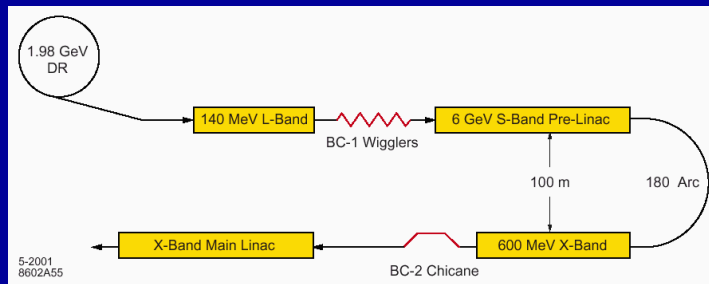 1.98 GeV
DR
140 MeV L-Band
BC-1 Wigglers
6 GeV S-Band Pre-Linac
100 m
180 Arc
X-Band Main Linac
BC-2 Chicane
600 MeV X-Band
5-2001
8602A55